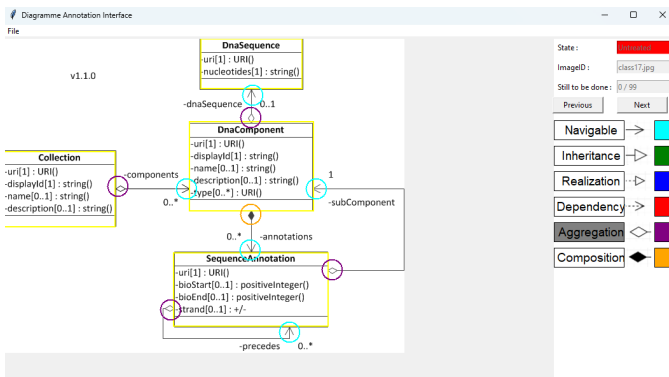 Diagramme Annotation Interface
File
v1.1.0
DnaSequence
-uri[1] : URI()
-nucleotides[1] : string()
-dnaSequence 0..1
DnaComponent
-uri[1] : URI()
-displayId[1] : string()
-name[0..1] : string()
-description[0..1] : string()
-type[0..*] : URI()
Collection
-uri[1] : URI()
-displayId[1] : string()
-name[0..1] : string()
-description[0..1] : string()
-components
0..*
1
-subComponent
0..* -annotations
SequenceAnnotation
-uri[1] : URI()
-bioStart[0..1] : positiveInteger()
-bioEnd[0..1] : positiveInteger()
-strand[0..1] : +/-
-precedes 0..*
State : Untreated
ImageID : class17.jpg
Still to be done : 0 / 99
Previous Next
Navigable
Inheritance
Realization
Dependency
Aggregation
Composition